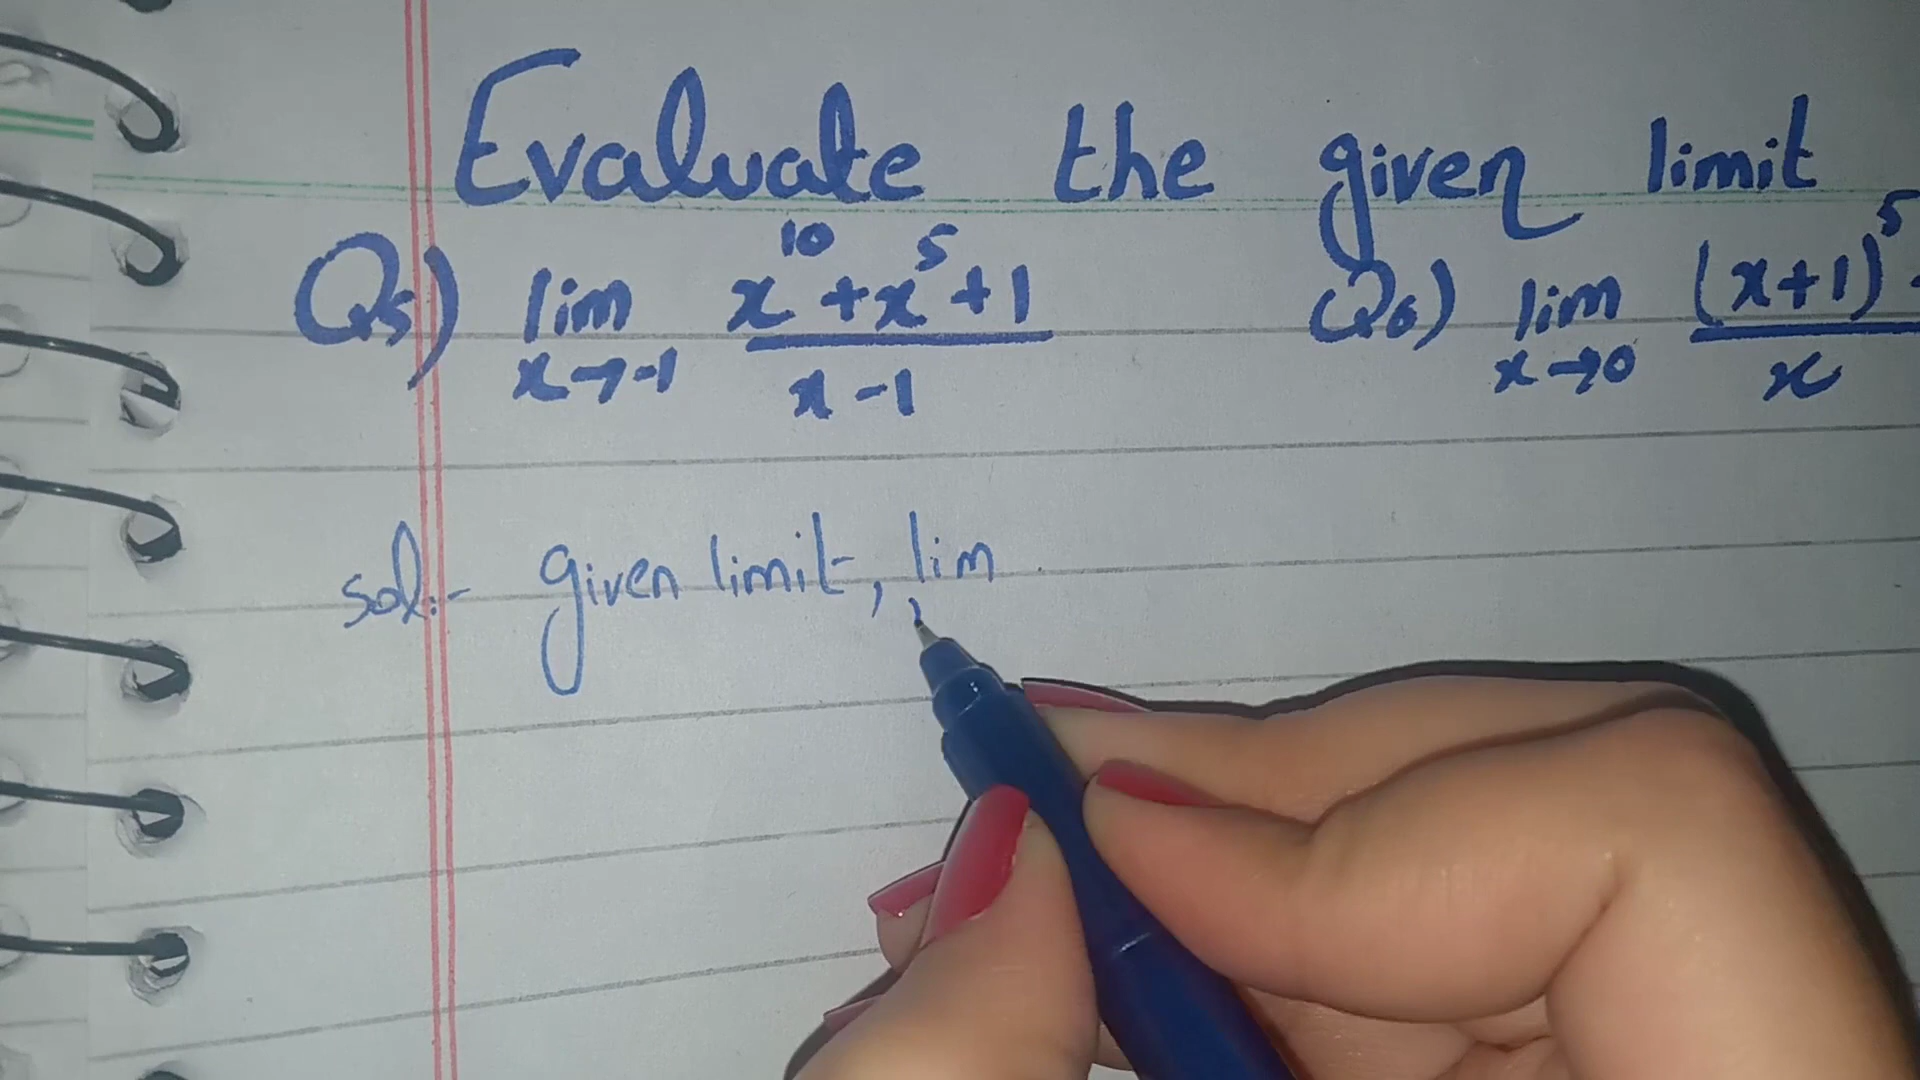 Evaluate the given limit
Q5) lim x→-1 x^10+x^5+1 / x-1
Q6) lim x→0 (x+1)^5 - / x
sol:- given limit, lim